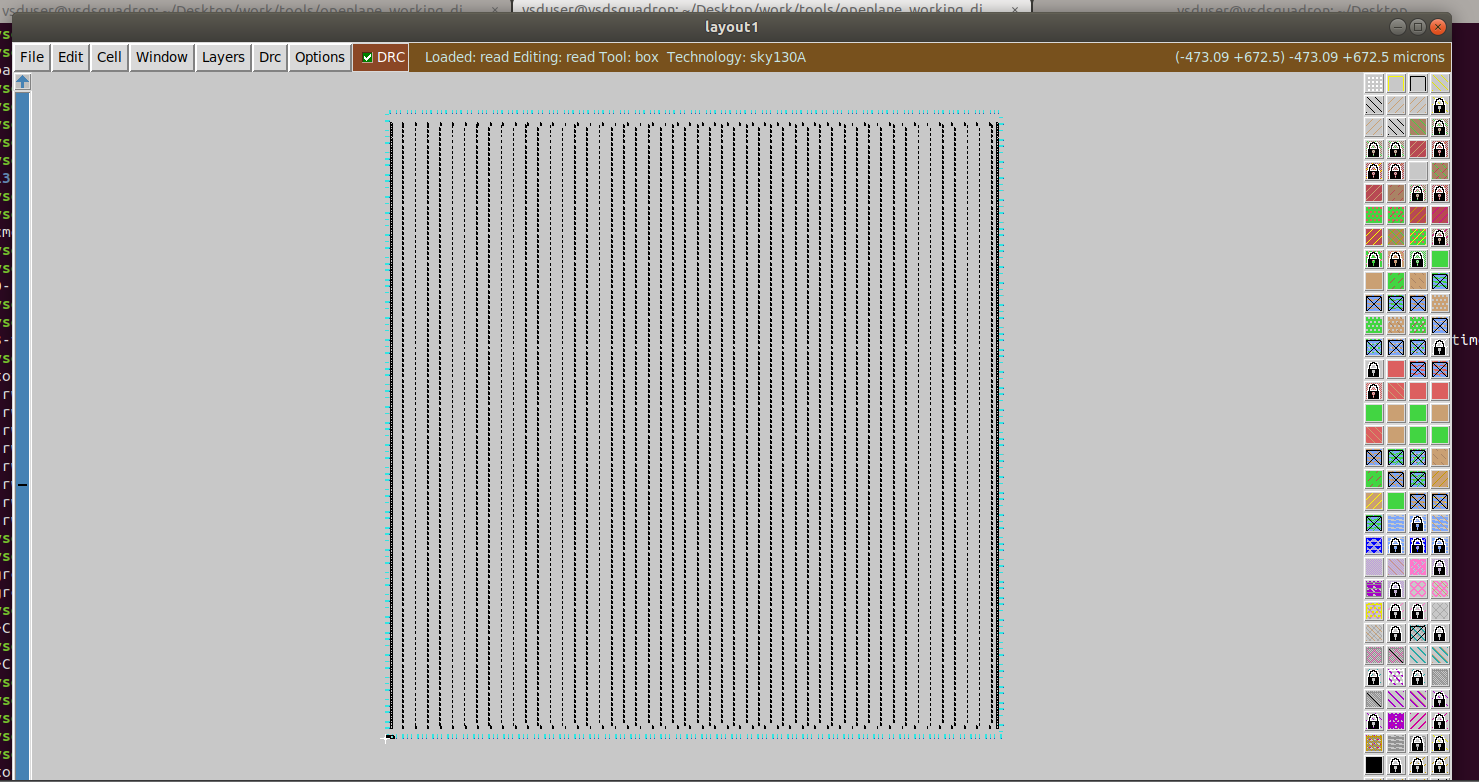 vsduser@vsdsquadron: ~/Desktop/work/tools/openlane_working_di... × vsduser@vsdsquadron: ~/Desktop/work/tools/openlane_working_di... × vsduser@vsdsquadron: ~/Desktop
layout1
File Edit Cell Window Layers Drc Options DRC Loaded: read Editing: read Tool: box Technology: sky130A (-473.09 +672.5) -473.09 +672.5 microns